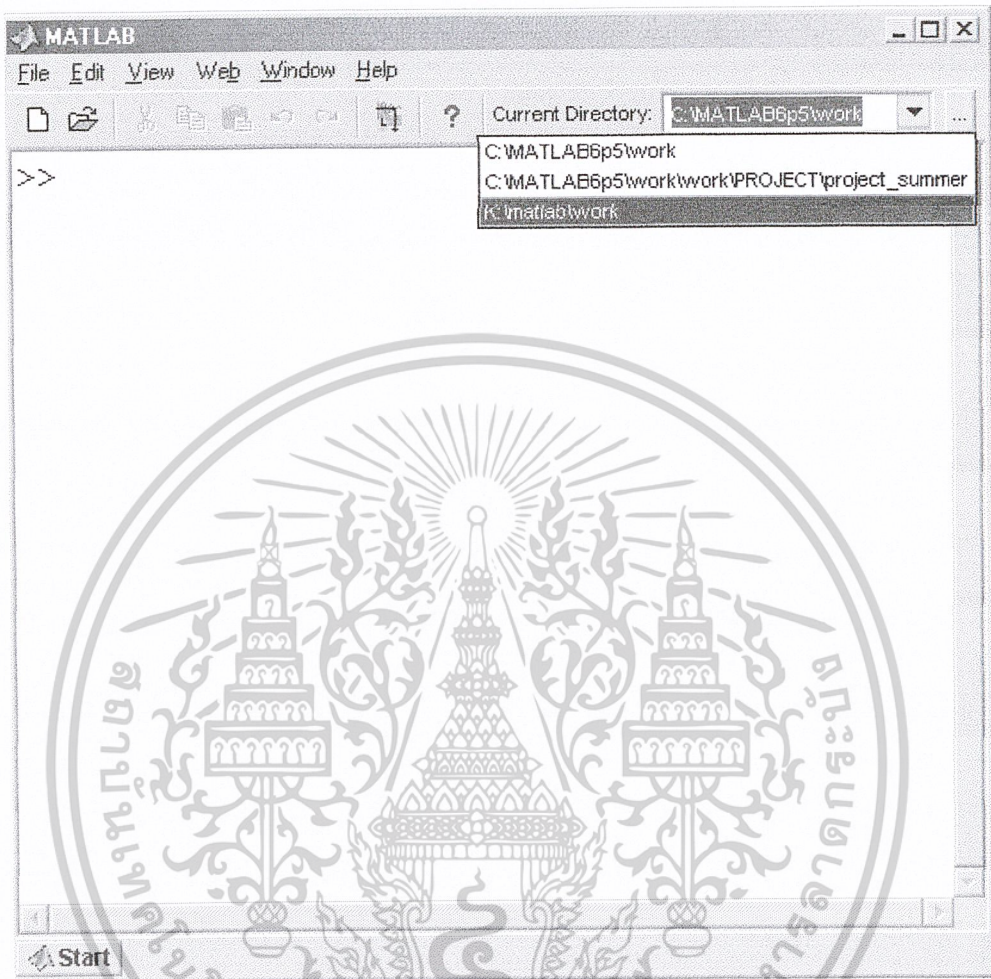 MATLAB
File Edit View Web Window Help
? Current Directory: C:\MATLAB6p5\work ...
C:\MATLAB6p5\work
C:\MATLAB6p5\work\work\PROJECT\project_summer
K:\matlab\work
>>
Start